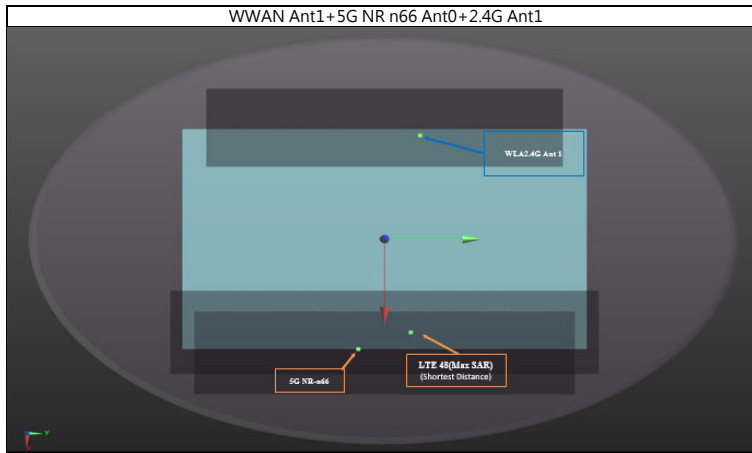 WWAN Ant1+5G NR n66 Ant0+2.4G Ant1
WLA2.4G Ant 1
LTE 48(Max SAR)
(Shortest Distance)
5G NR-n66
Y